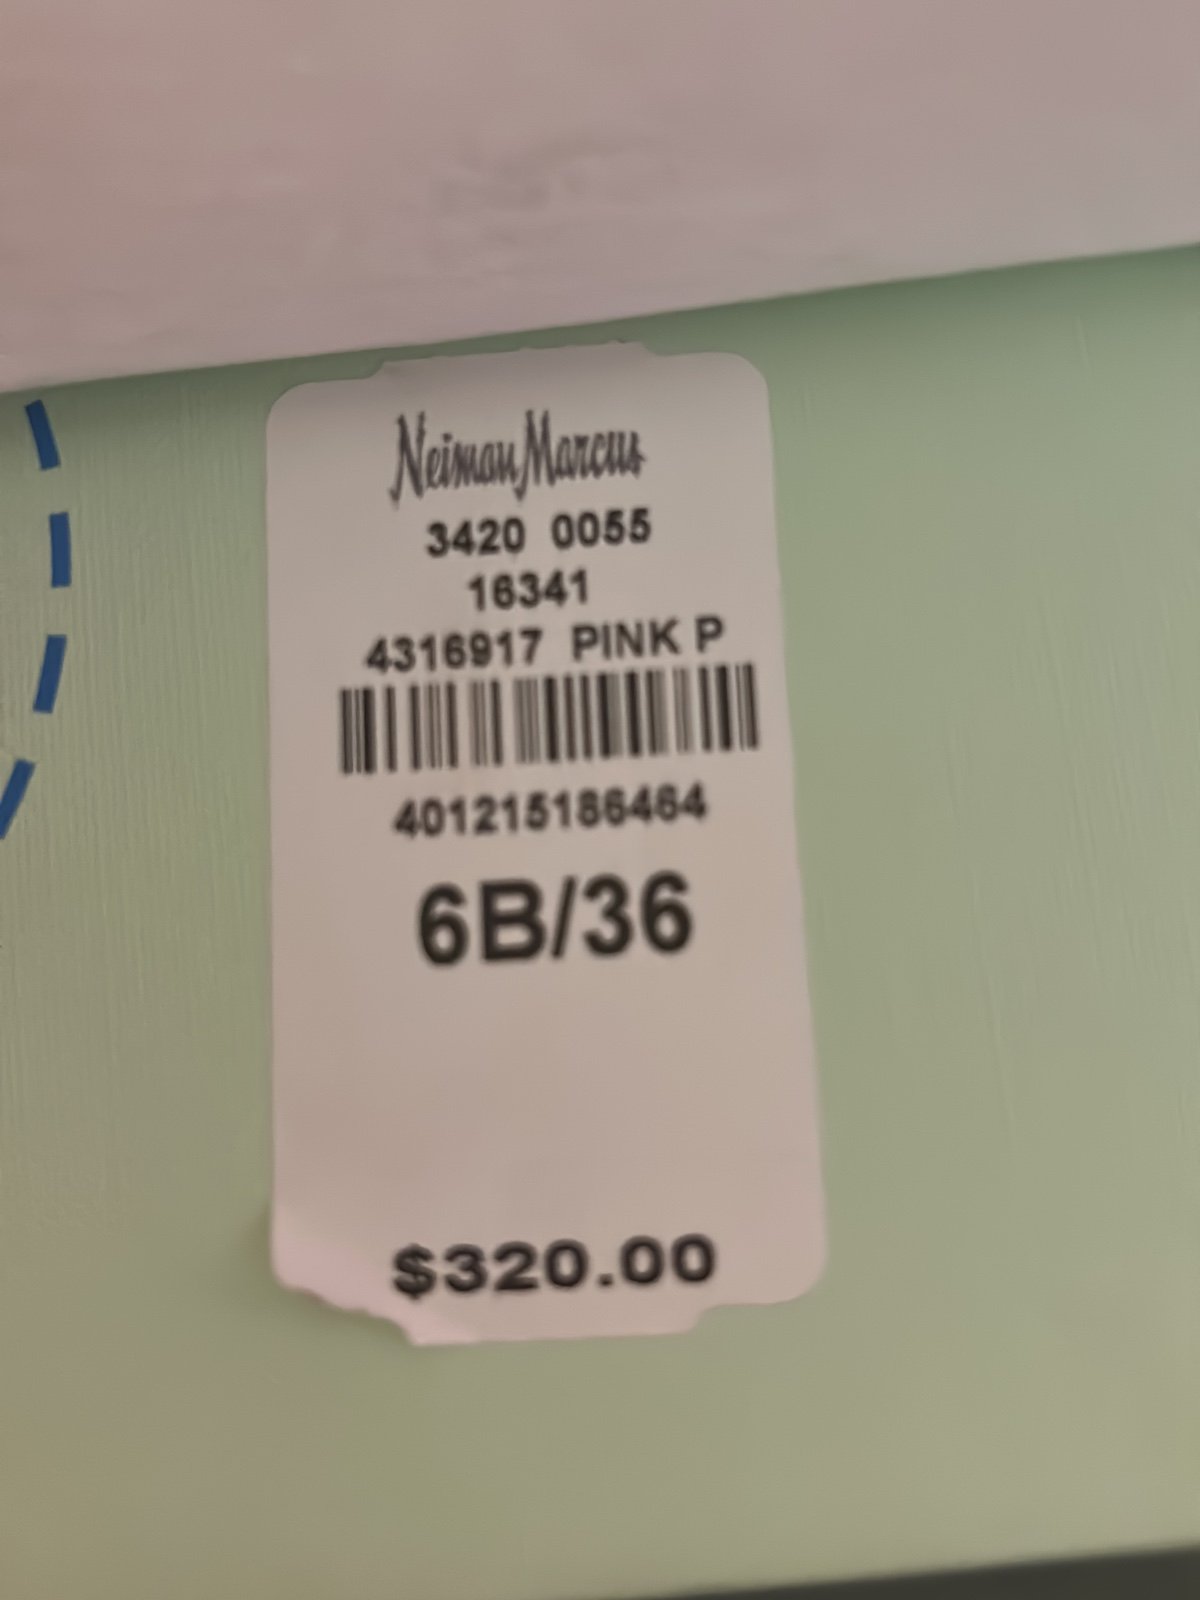 Neiman Marcus
3420 0055
16341
4316917 PINK P
401215186464
6B/36
$320.00